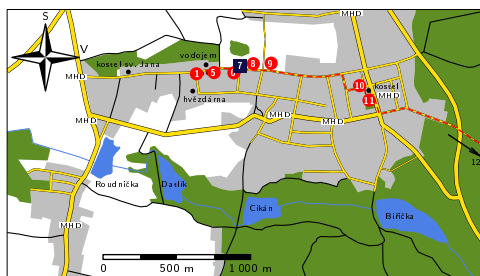 S
V
MHD
kostel sv. Jana
vodojem
MHD
1
5
6
7
8
9
hvězdárna
10
kostel
MHD
11
MHD
MHD
MHD
12
Roudnička
Datlík
Cikán
Biřička
MHD
0
500 m
1 000 m